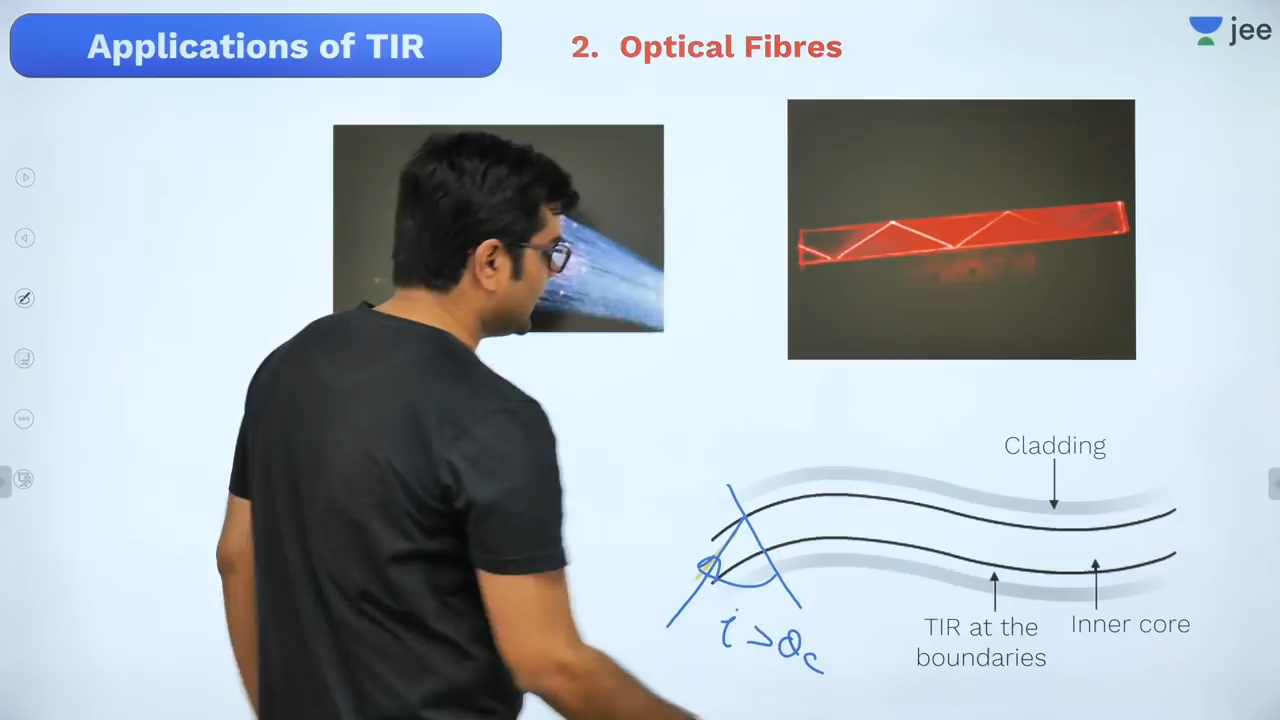 Applications of TIR
2. Optical Fibres
jee
Cladding
i > θc
TIR at the
boundaries
Inner core